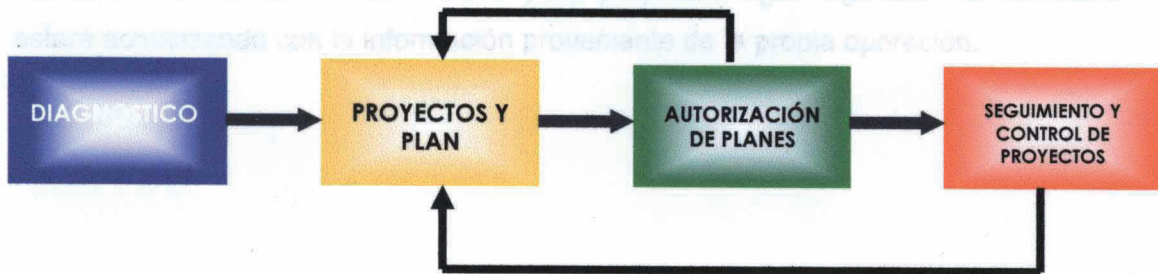 estará actualizando con la información proveniente de la propia operación.
DIAGNOSTICO
PROYECTOS Y
PLAN
AUTORIZACIÓN
DE PLANES
SEGUIMIENTO Y
CONTROL DE
PROYECTOS